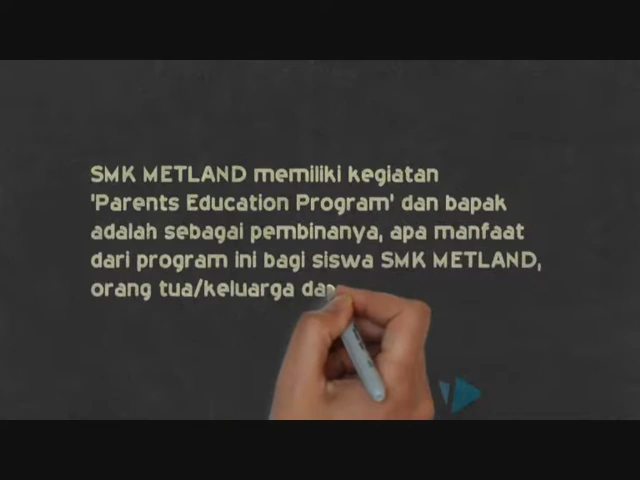 SMK METLAND memiliki kegiatan
'Parents Education Program' dan bapak
adalah sebagai pembinanya, apa manfaat
dari program ini bagi siswa SMK METLAND,
orang tua/keluarga da